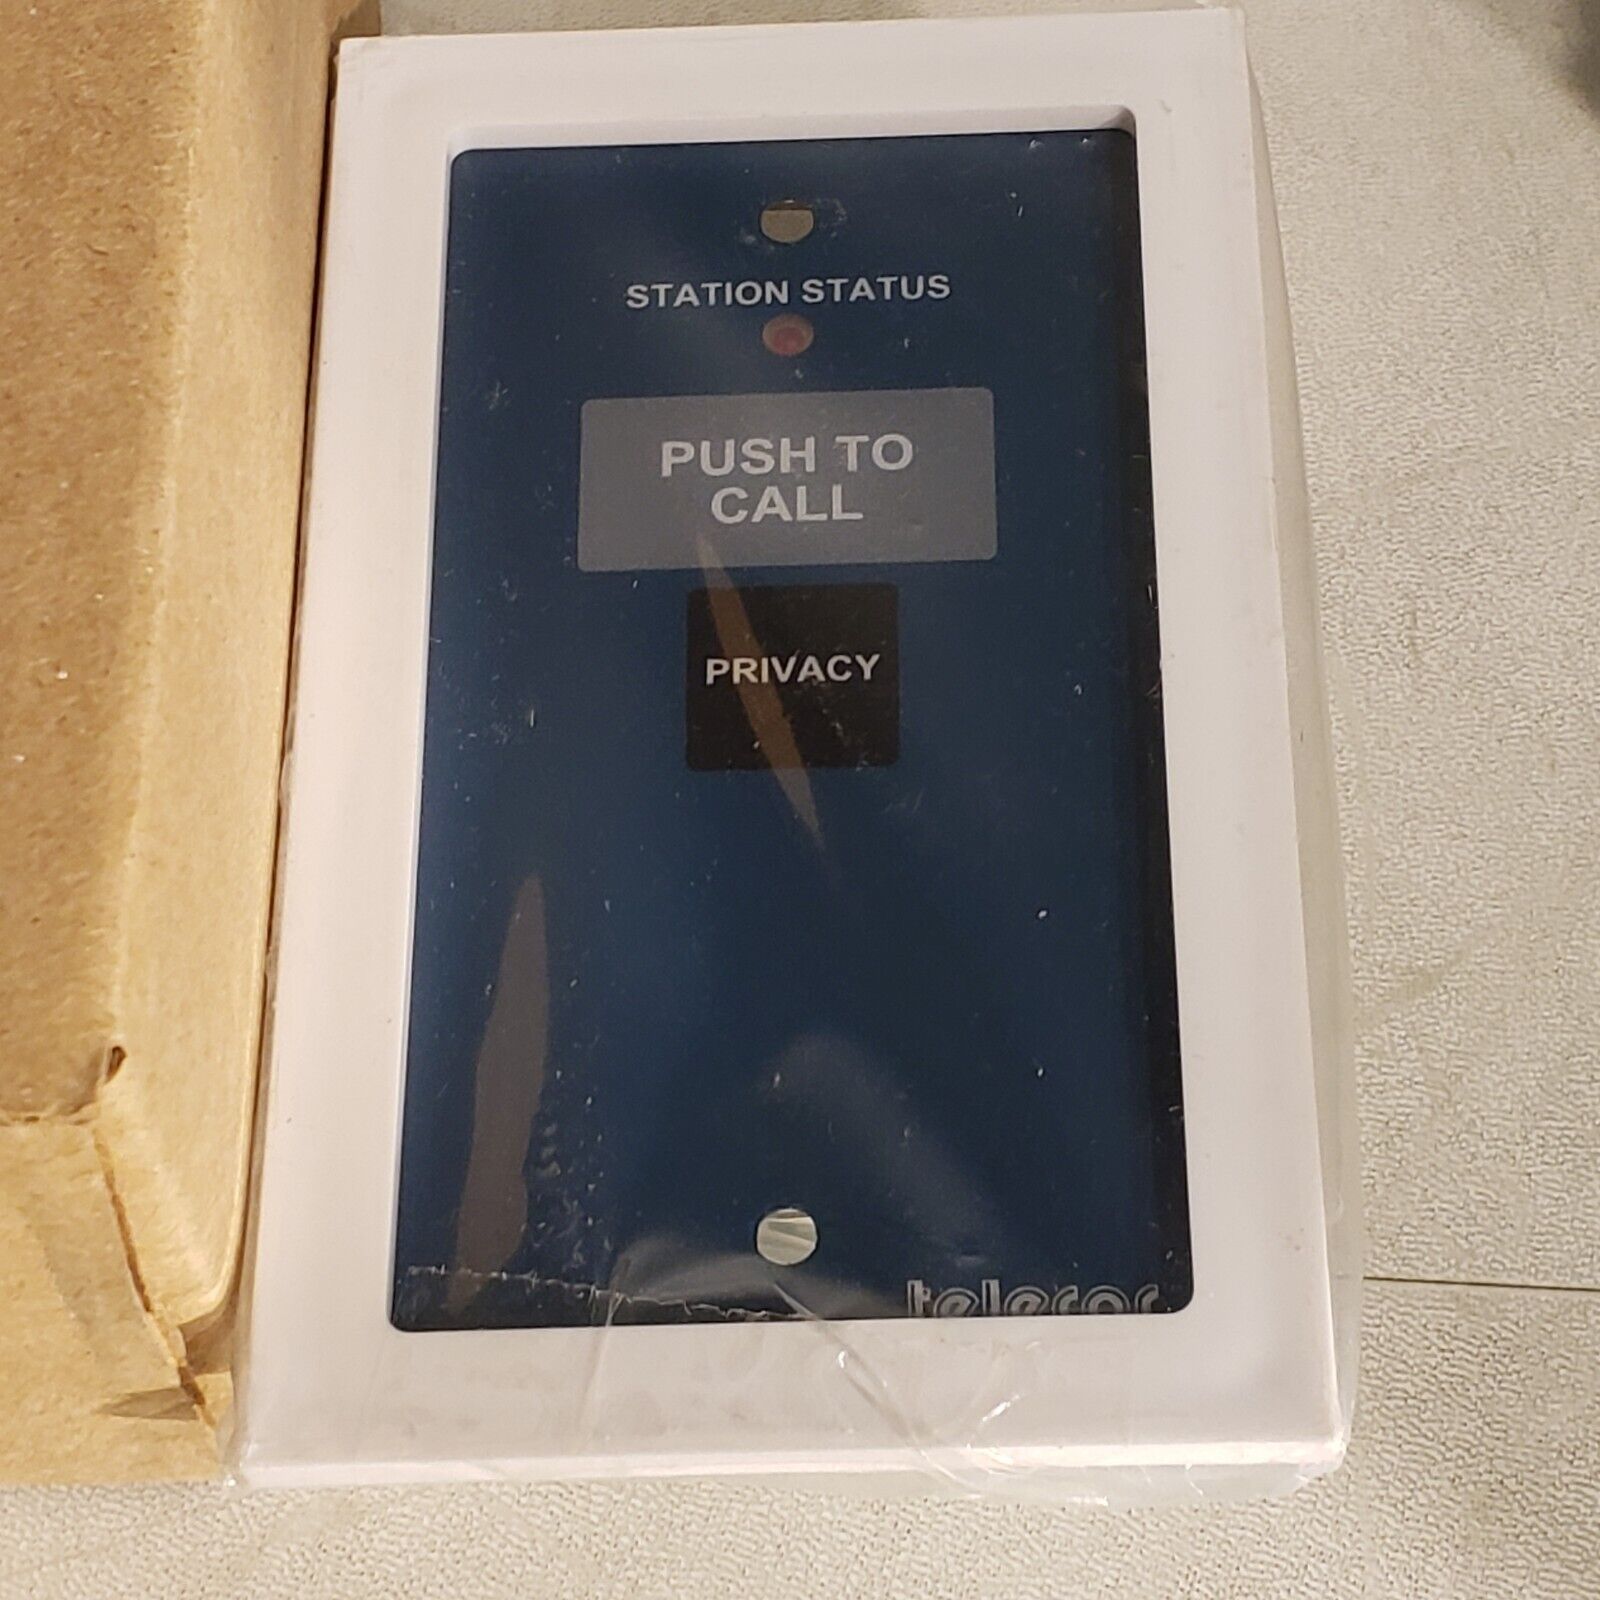 STATION STATUS
PUSH TO
CALL
PRIVACY
telecor